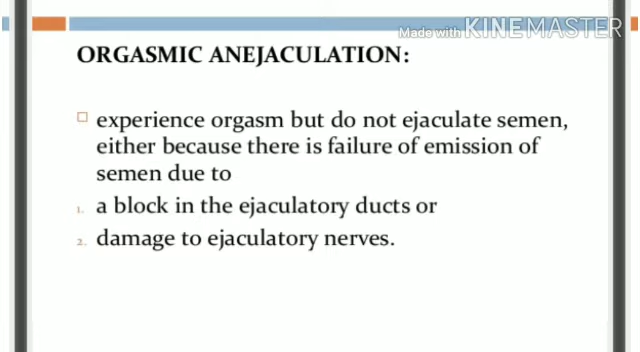 Made with KINEMASTER
ORGASMIC ANEJACULATION:
experience orgasm but do not ejaculate semen,
either because there is failure of emission of
semen due to
1. a block in the ejaculatory ducts or
2. damage to ejaculatory nerves.